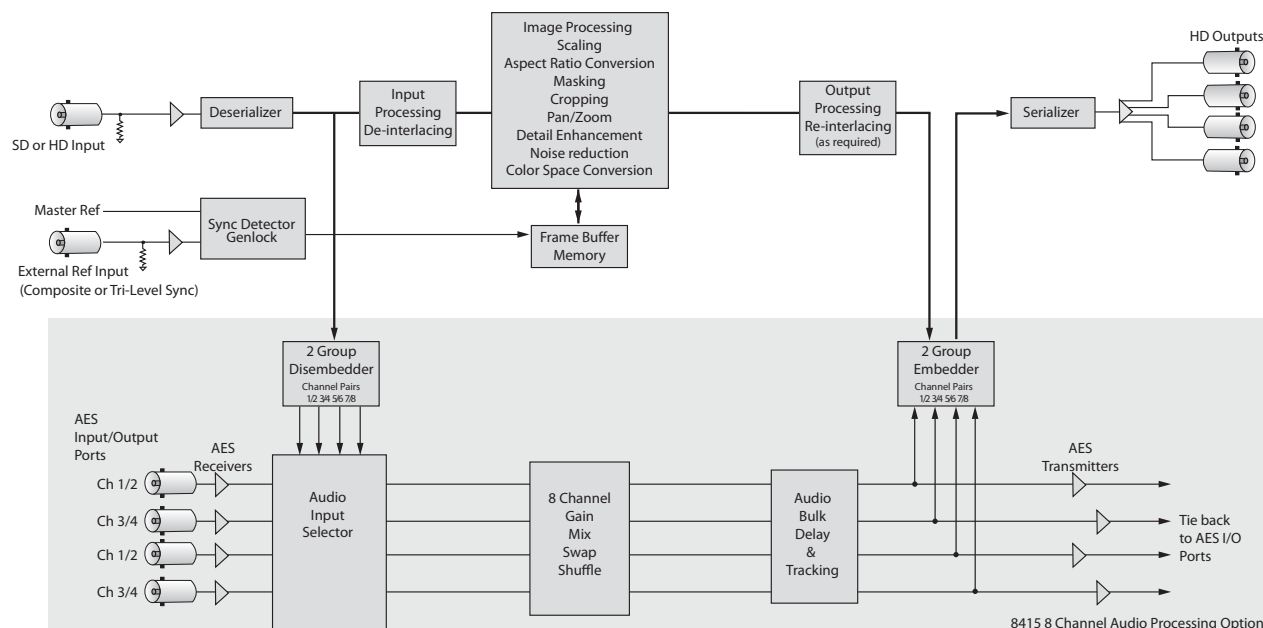 Image Processing
Scaling
Aspect Ratio Conversion
Masking
Cropping
Pan/Zoom
Detail Enhancement
Noise reduction
Color Space Conversion
HD Outputs
Input
Processing
De-interlacing
Output
Processing
Re-interlacing
(as required)
Deserializer
Serializer
SD or HD Input
Master Ref
Sync Detector
Genlock
Frame Buffer
Memory
External Ref Input
(Composite or Tri-Level Sync)
2 Group
Disembedder
Channel Pairs
1/2 3/4 5/6 7/8
2 Group
Embedder
Channel Pairs
1/2 3/4 5/6 7/8
AES
Input/Output
Ports
AES
Receivers
AES
Transmitters
Ch 1/2
Ch 3/4
Ch 1/2
Ch 3/4
Audio
Input
Selector
8 Channel
Gain
Mix
Swap
Shuffle
Audio
Bulk
Delay
&
Tracking
Tie back
to AES I/O
Ports
8415 8 Channel Audio Processing Option